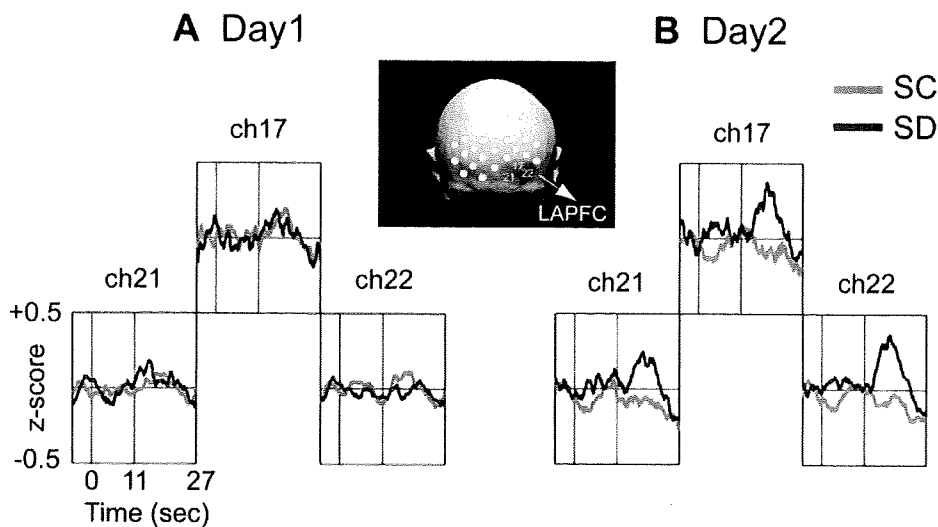 A Day1
B Day2
SC
SD
ch17
ch17
LAPFC
ch21
ch22
ch21
ch22
+0.5
z-score
-0.5
0 11 27
Time (sec)
22